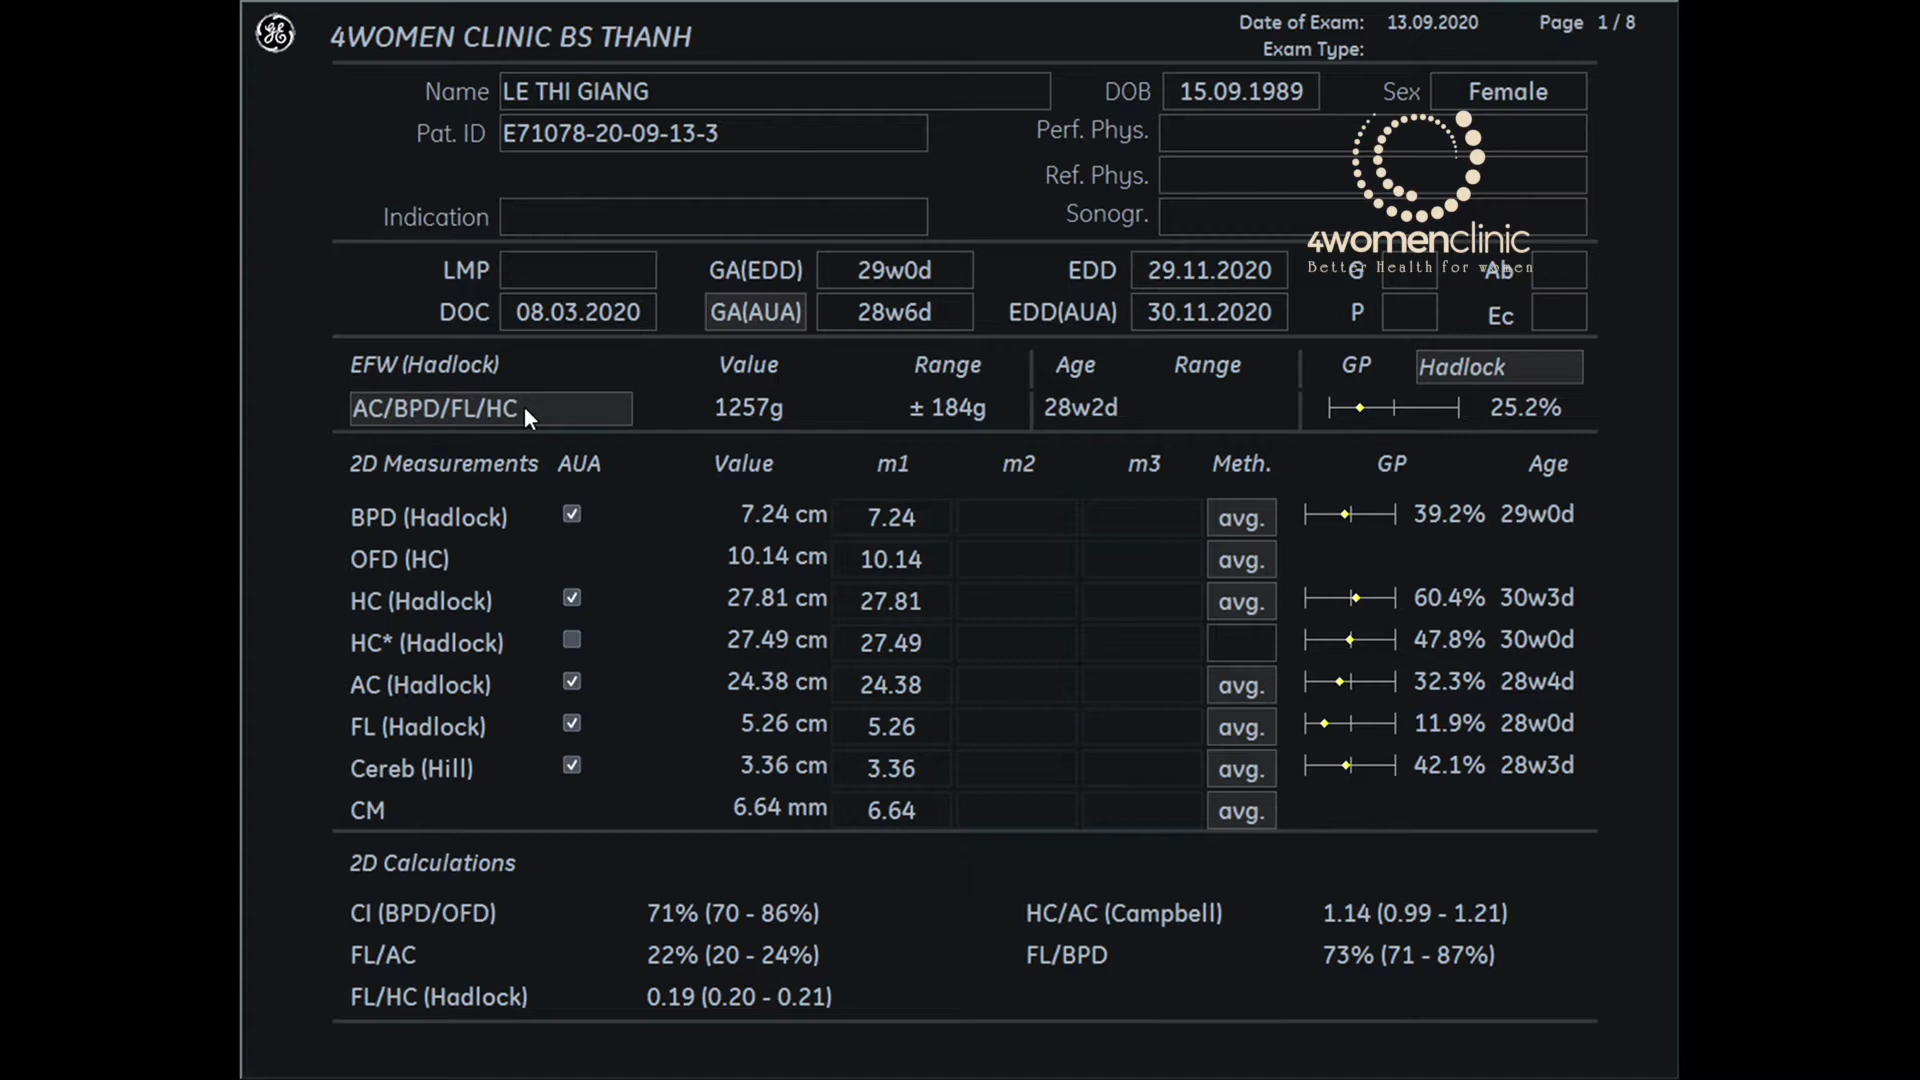 4WOMEN CLINIC BS THANH
Date of Exam: 13.09.2020 Page 1 / 8
Exam Type:
Name LE THI GIANG DOB 15.09.1989 Sex Female
Pat. ID E71078-20-09-13-3 Perf. Phys.
Ref. Phys.
Indication Sonogr.
4womenclinic
Better Health for women
LMP GA(EDD) 29w0d EDD 29.11.2020 G Ab
DOC 08.03.2020 GA(AUA) 28w6d EDD(AUA) 30.11.2020 P Ec
EFW (Hadlock) Value Range Age Range GP Hadlock
AC/BPD/FL/HC 1257g ± 184g 28w2d 25.2%
2D Measurements AUA Value m1 m2 m3 Meth. GP Age
BPD (Hadlock) 7.24 cm 7.24 avg. 39.2% 29w0d
OFD (HC) 10.14 cm 10.14 avg.
HC (Hadlock) 27.81 cm 27.81 avg. 60.4% 30w3d
HC* (Hadlock) 27.49 cm 27.49 47.8% 30w0d
AC (Hadlock) 24.38 cm 24.38 avg. 32.3% 28w4d
FL (Hadlock) 5.26 cm 5.26 avg. 11.9% 28w0d
Cereb (Hill) 3.36 cm 3.36 avg. 42.1% 28w3d
CM 6.64 mm 6.64 avg.
2D Calculations
CI (BPD/OFD) 71% (70 - 86%) HC/AC (Campbell) 1.14 (0.99 - 1.21)
FL/AC 22% (20 - 24%) FL/BPD 73% (71 - 87%)
FL/HC (Hadlock) 0.19 (0.20 - 0.21)